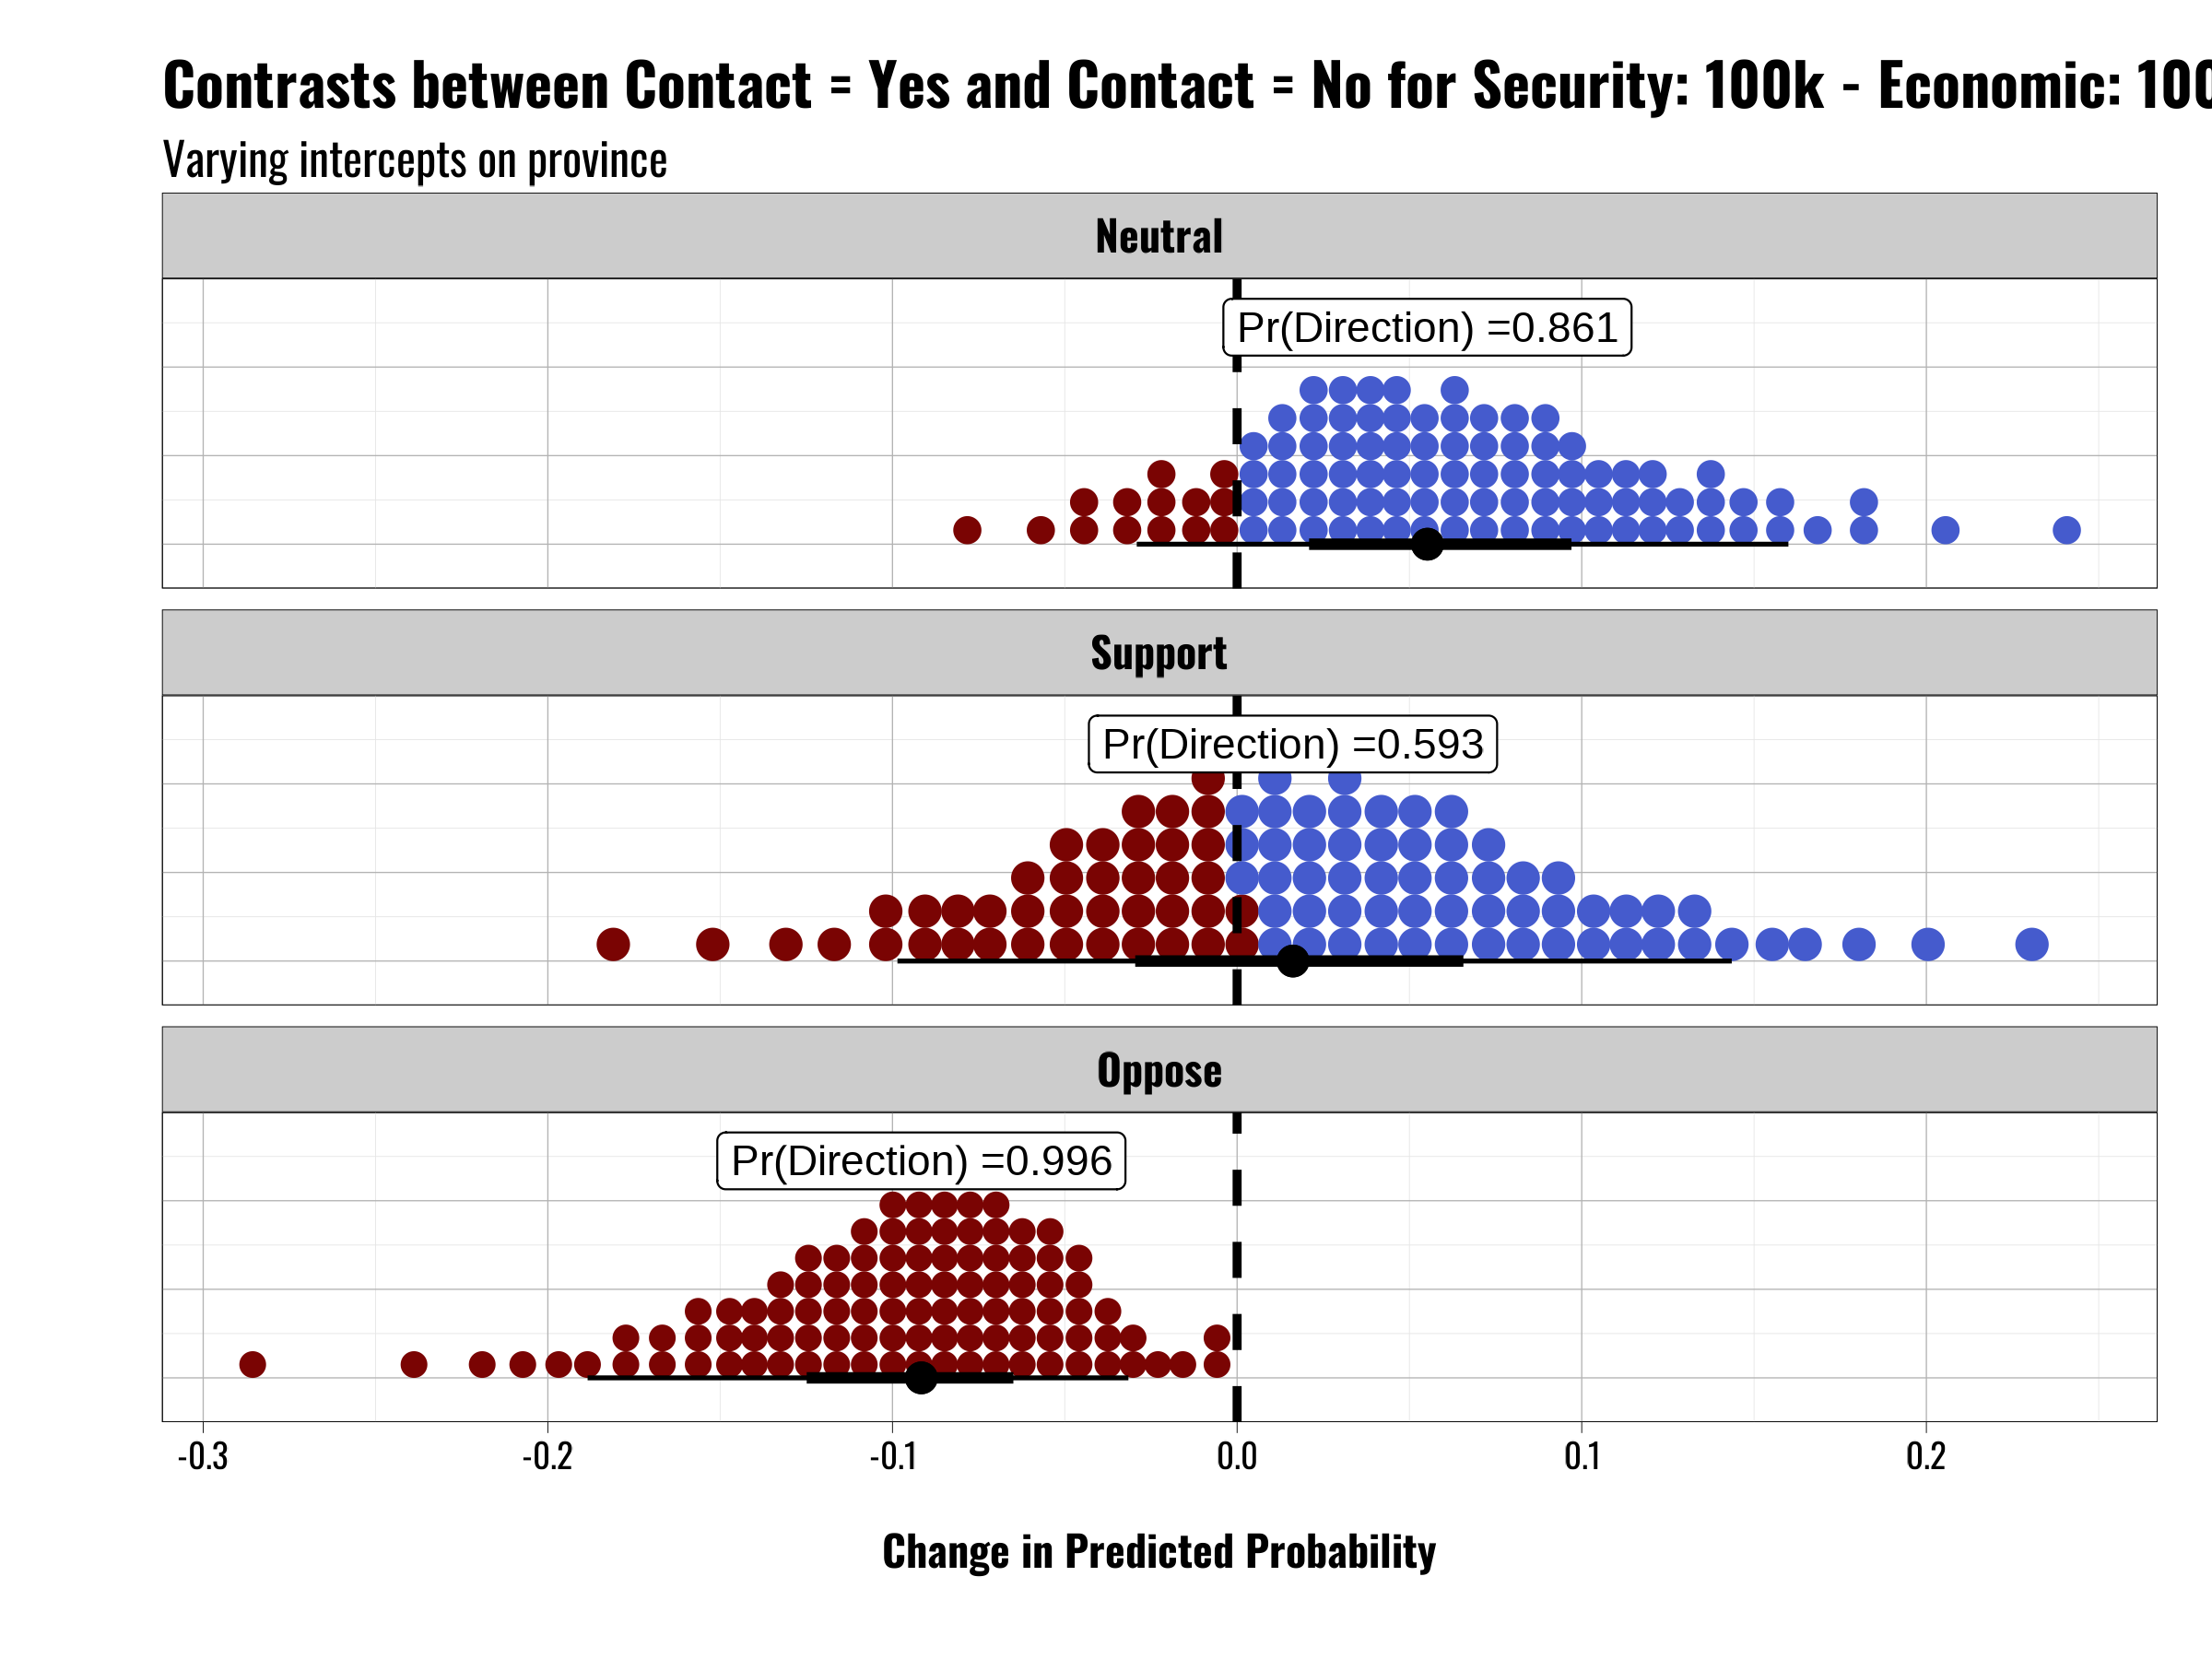 Contrasts between Contact = Yes and Contact = No for Security: 100k - Economic: 100
Varying intercepts on province
Neutral
Pr(Direction) =0.861
Support
Pr(Direction) =0.593
Oppose
Pr(Direction) =0.996
-0.3 -0.2 -0.1 0.0 0.1 0.2
Change in Predicted Probability